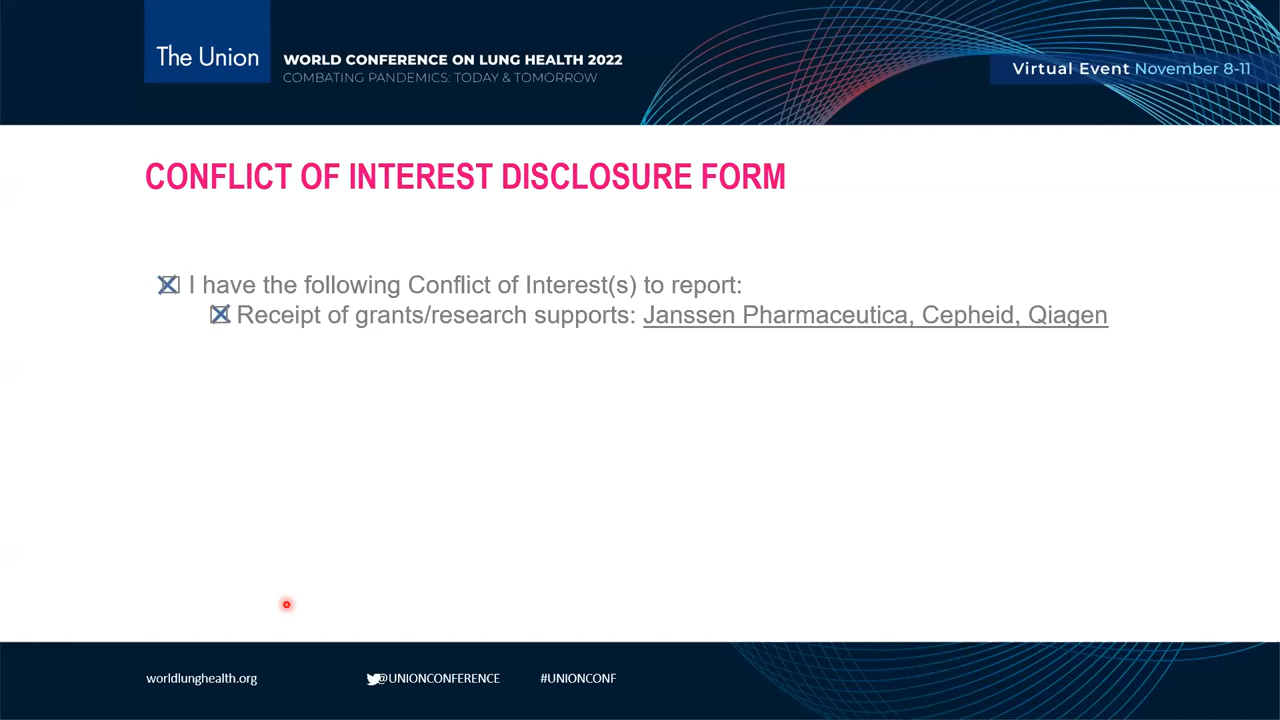 The Union
WORLD CONFERENCE ON LUNG HEALTH 2022
COMBATING PANDEMICS: TODAY & TOMORROW
Virtual Event November 8-11
CONFLICT OF INTEREST DISCLOSURE FORM
I have the following Conflict of Interest(s) to report:
Receipt of grants/research supports: Janssen Pharmaceutica, Cepheid, Qiagen
worldlunghealth.org
@UNIONCONFERENCE
#UNIONCONF